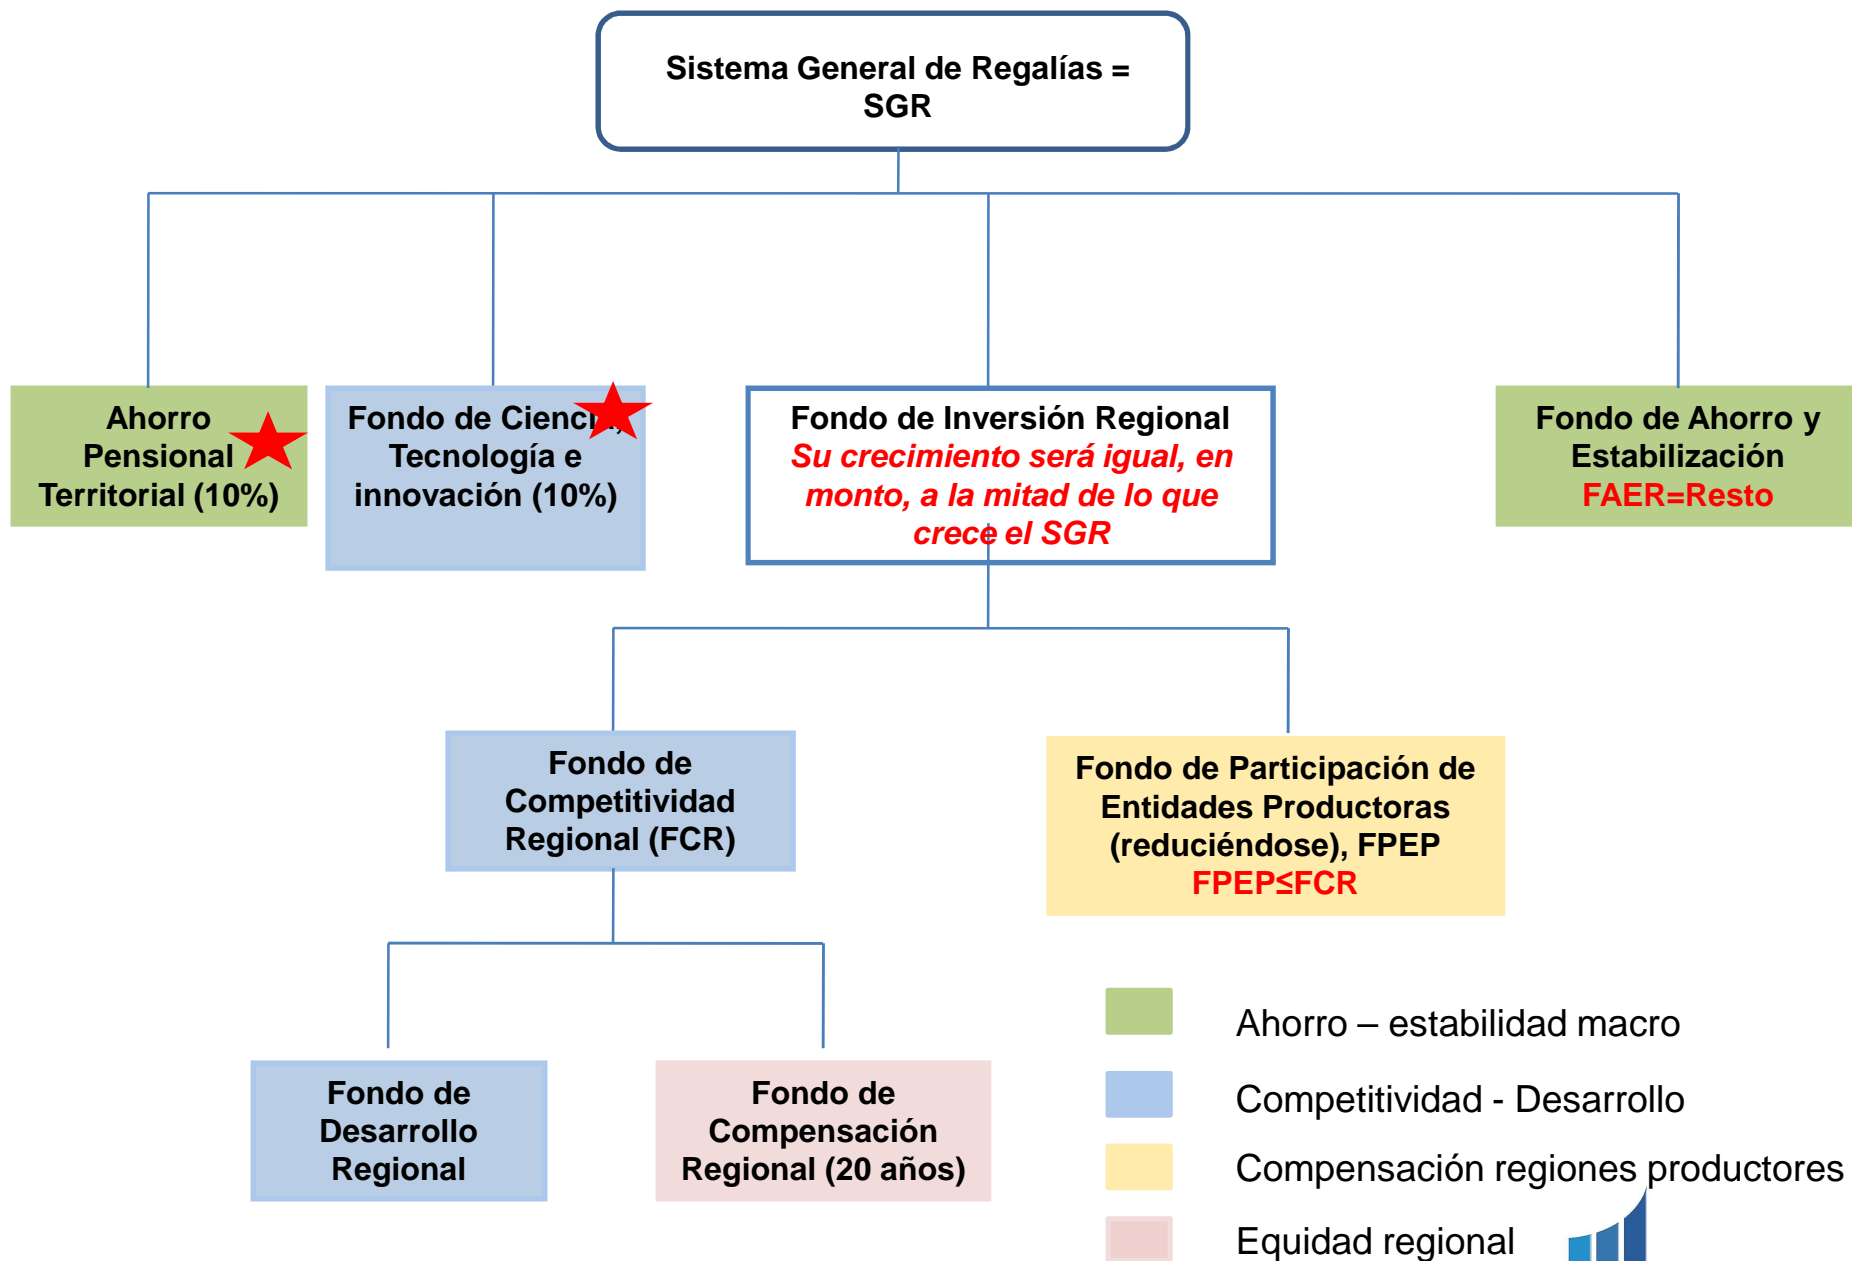 Sistema General de Regalías =
SGR
Ahorro
Pensional
Territorial (10%)
Fondo de Ciencia,
Tecnología e
innovación (10%)
Fondo de Inversión Regional
Su crecimiento será igual, en
monto, a la mitad de lo que
crece el SGR
Fondo de Ahorro y
Estabilización
FAER=Resto
Fondo de
Competitividad
Regional (FCR)
Fondo de Participación de
Entidades Productoras
(reduciéndose), FPEP
FPEP≤FCR
Fondo de
Desarrollo
Regional
Fondo de
Compensación
Regional (20 años)
Ahorro – estabilidad macro
Competitividad - Desarrollo
Compensación regiones productores
Equidad regional